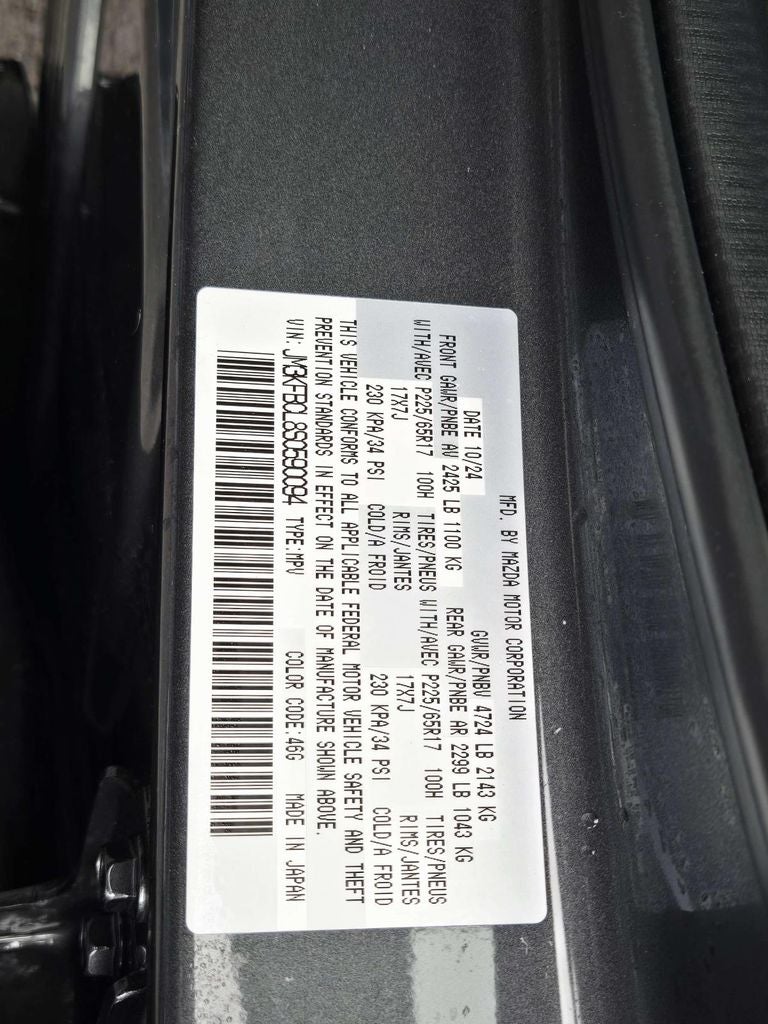 MFD. BY MAZDA MOTOR CORPORATION
DATE 10/24 GVWR/PNBV 4724 LB 2143 KG
FRONT GAWR/PNBE AV 2425 LB 1100 KG REAR GAWR/PNBE AR 2299 LB 1043 KG
WITH/AVEC P225/65R17 100H TIRES/PNEUS WITH/AVEC P225/65R17 100H TIRES/PNEUS
17X7J RIMS/JANTES 17X7J RIMS/JANTES
230 KPA/34 PSI COLD/A FROID 230 KPA/34 PSI COLD/A FROID
THIS VEHICLE CONFORMS TO ALL APPLICABLE FEDERAL MOTOR VEHICLE SAFETY AND THEFT
PREVENTION STANDARDS IN EFFECT ON THE DATE OF MANUFACTURE SHOWN ABOVE.
VIN: JM3KFBCL8S0590094 TYPE:MPV COLOR CODE:46G MADE IN JAPAN